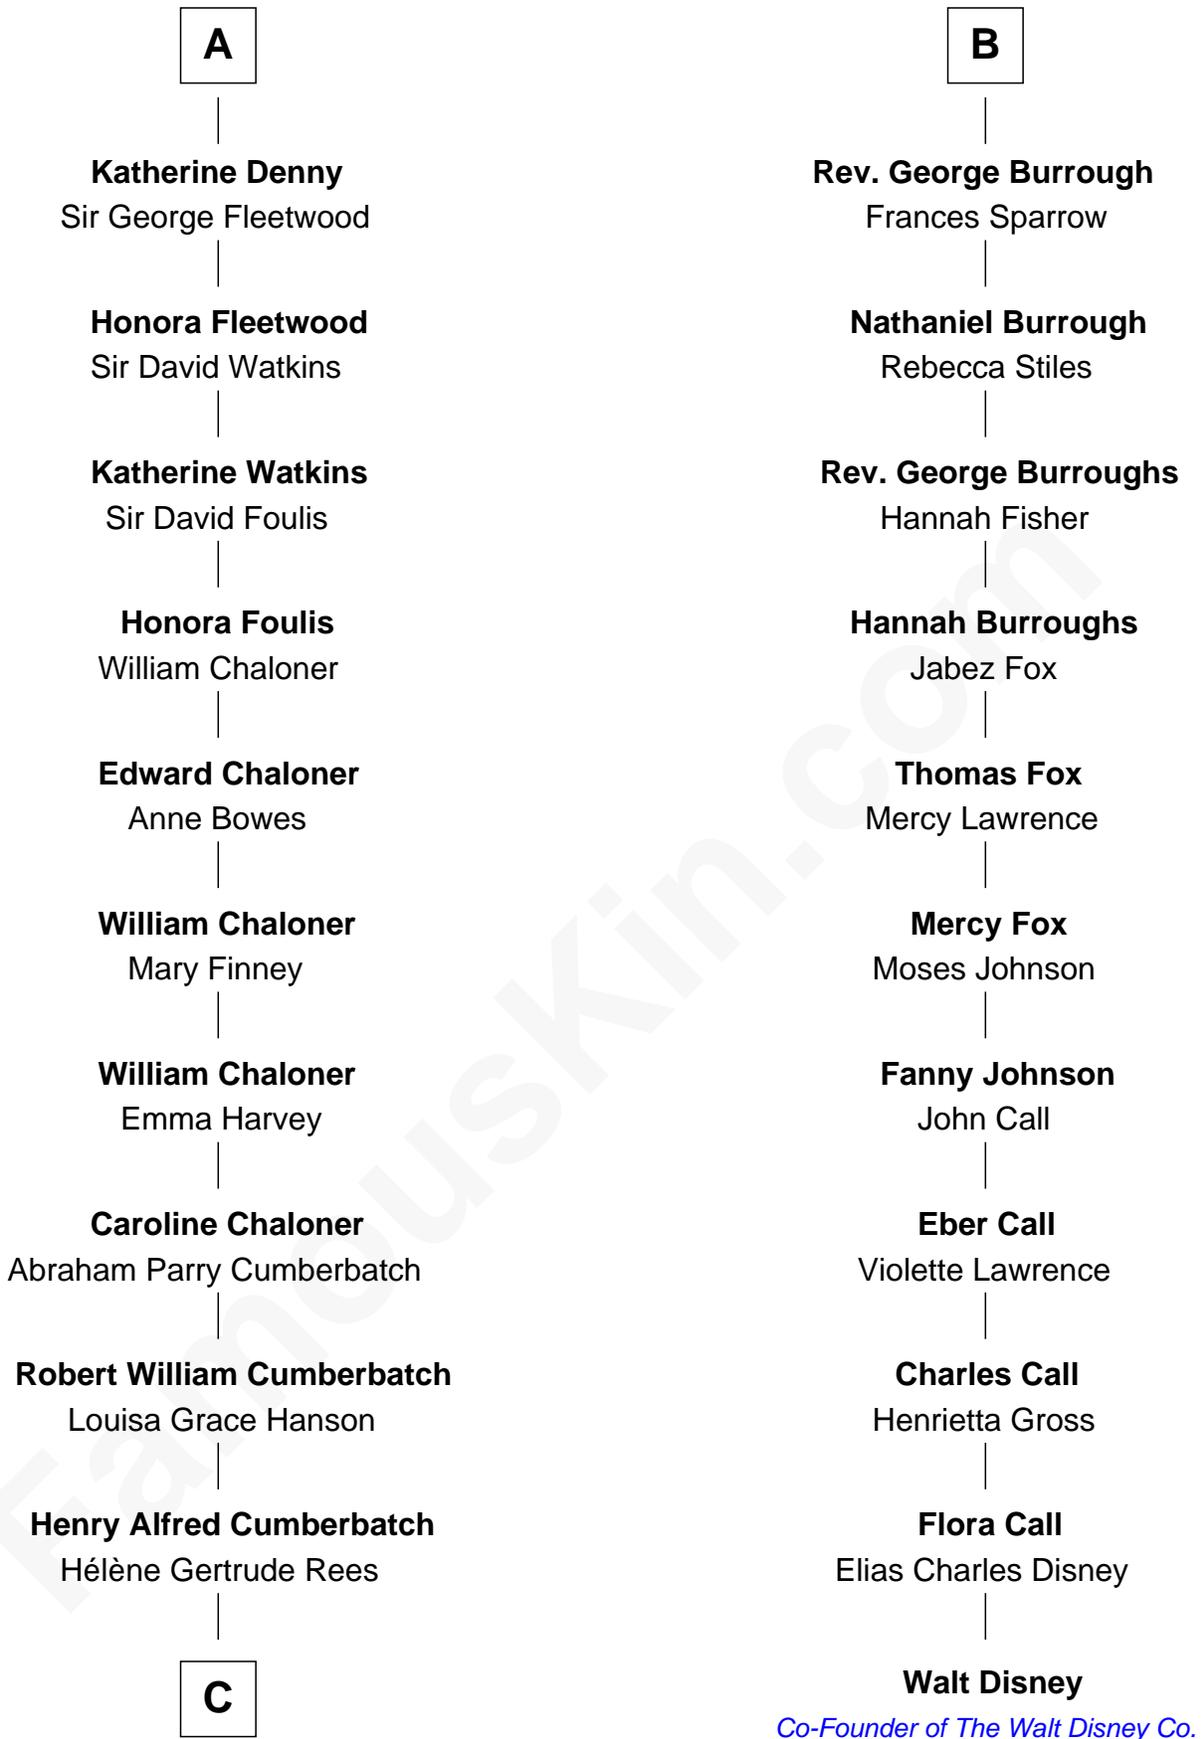 A
Katherine Denny
Sir George Fleetwood
Honora Fleetwood
Sir David Watkins
Katherine Watkins
Sir David Foulis
Honora Foulis
William Chaloner
Edward Chaloner
Anne Bowes
William Chaloner
Mary Finney
William Chaloner
Emma Harvey
Caroline Chaloner
Abraham Parry Cumberbatch
Robert William Cumberbatch
Louisa Grace Hanson
Henry Alfred Cumberbatch
Hélène Gertrude Rees
C
B
Rev. George Burrough
Frances Sparrow
Nathaniel Burrough
Rebecca Stiles
Rev. George Burroughs
Hannah Fisher
Hannah Burroughs
Jabez Fox
Thomas Fox
Mercy Lawrence
Mercy Fox
Moses Johnson
Fanny Johnson
John Call
Eber Call
Violette Lawrence
Charles Call
Henrietta Gross
Flora Call
Elias Charles Disney
Walt Disney
Co-Founder of The Walt Disney Co.
FamousKin.com